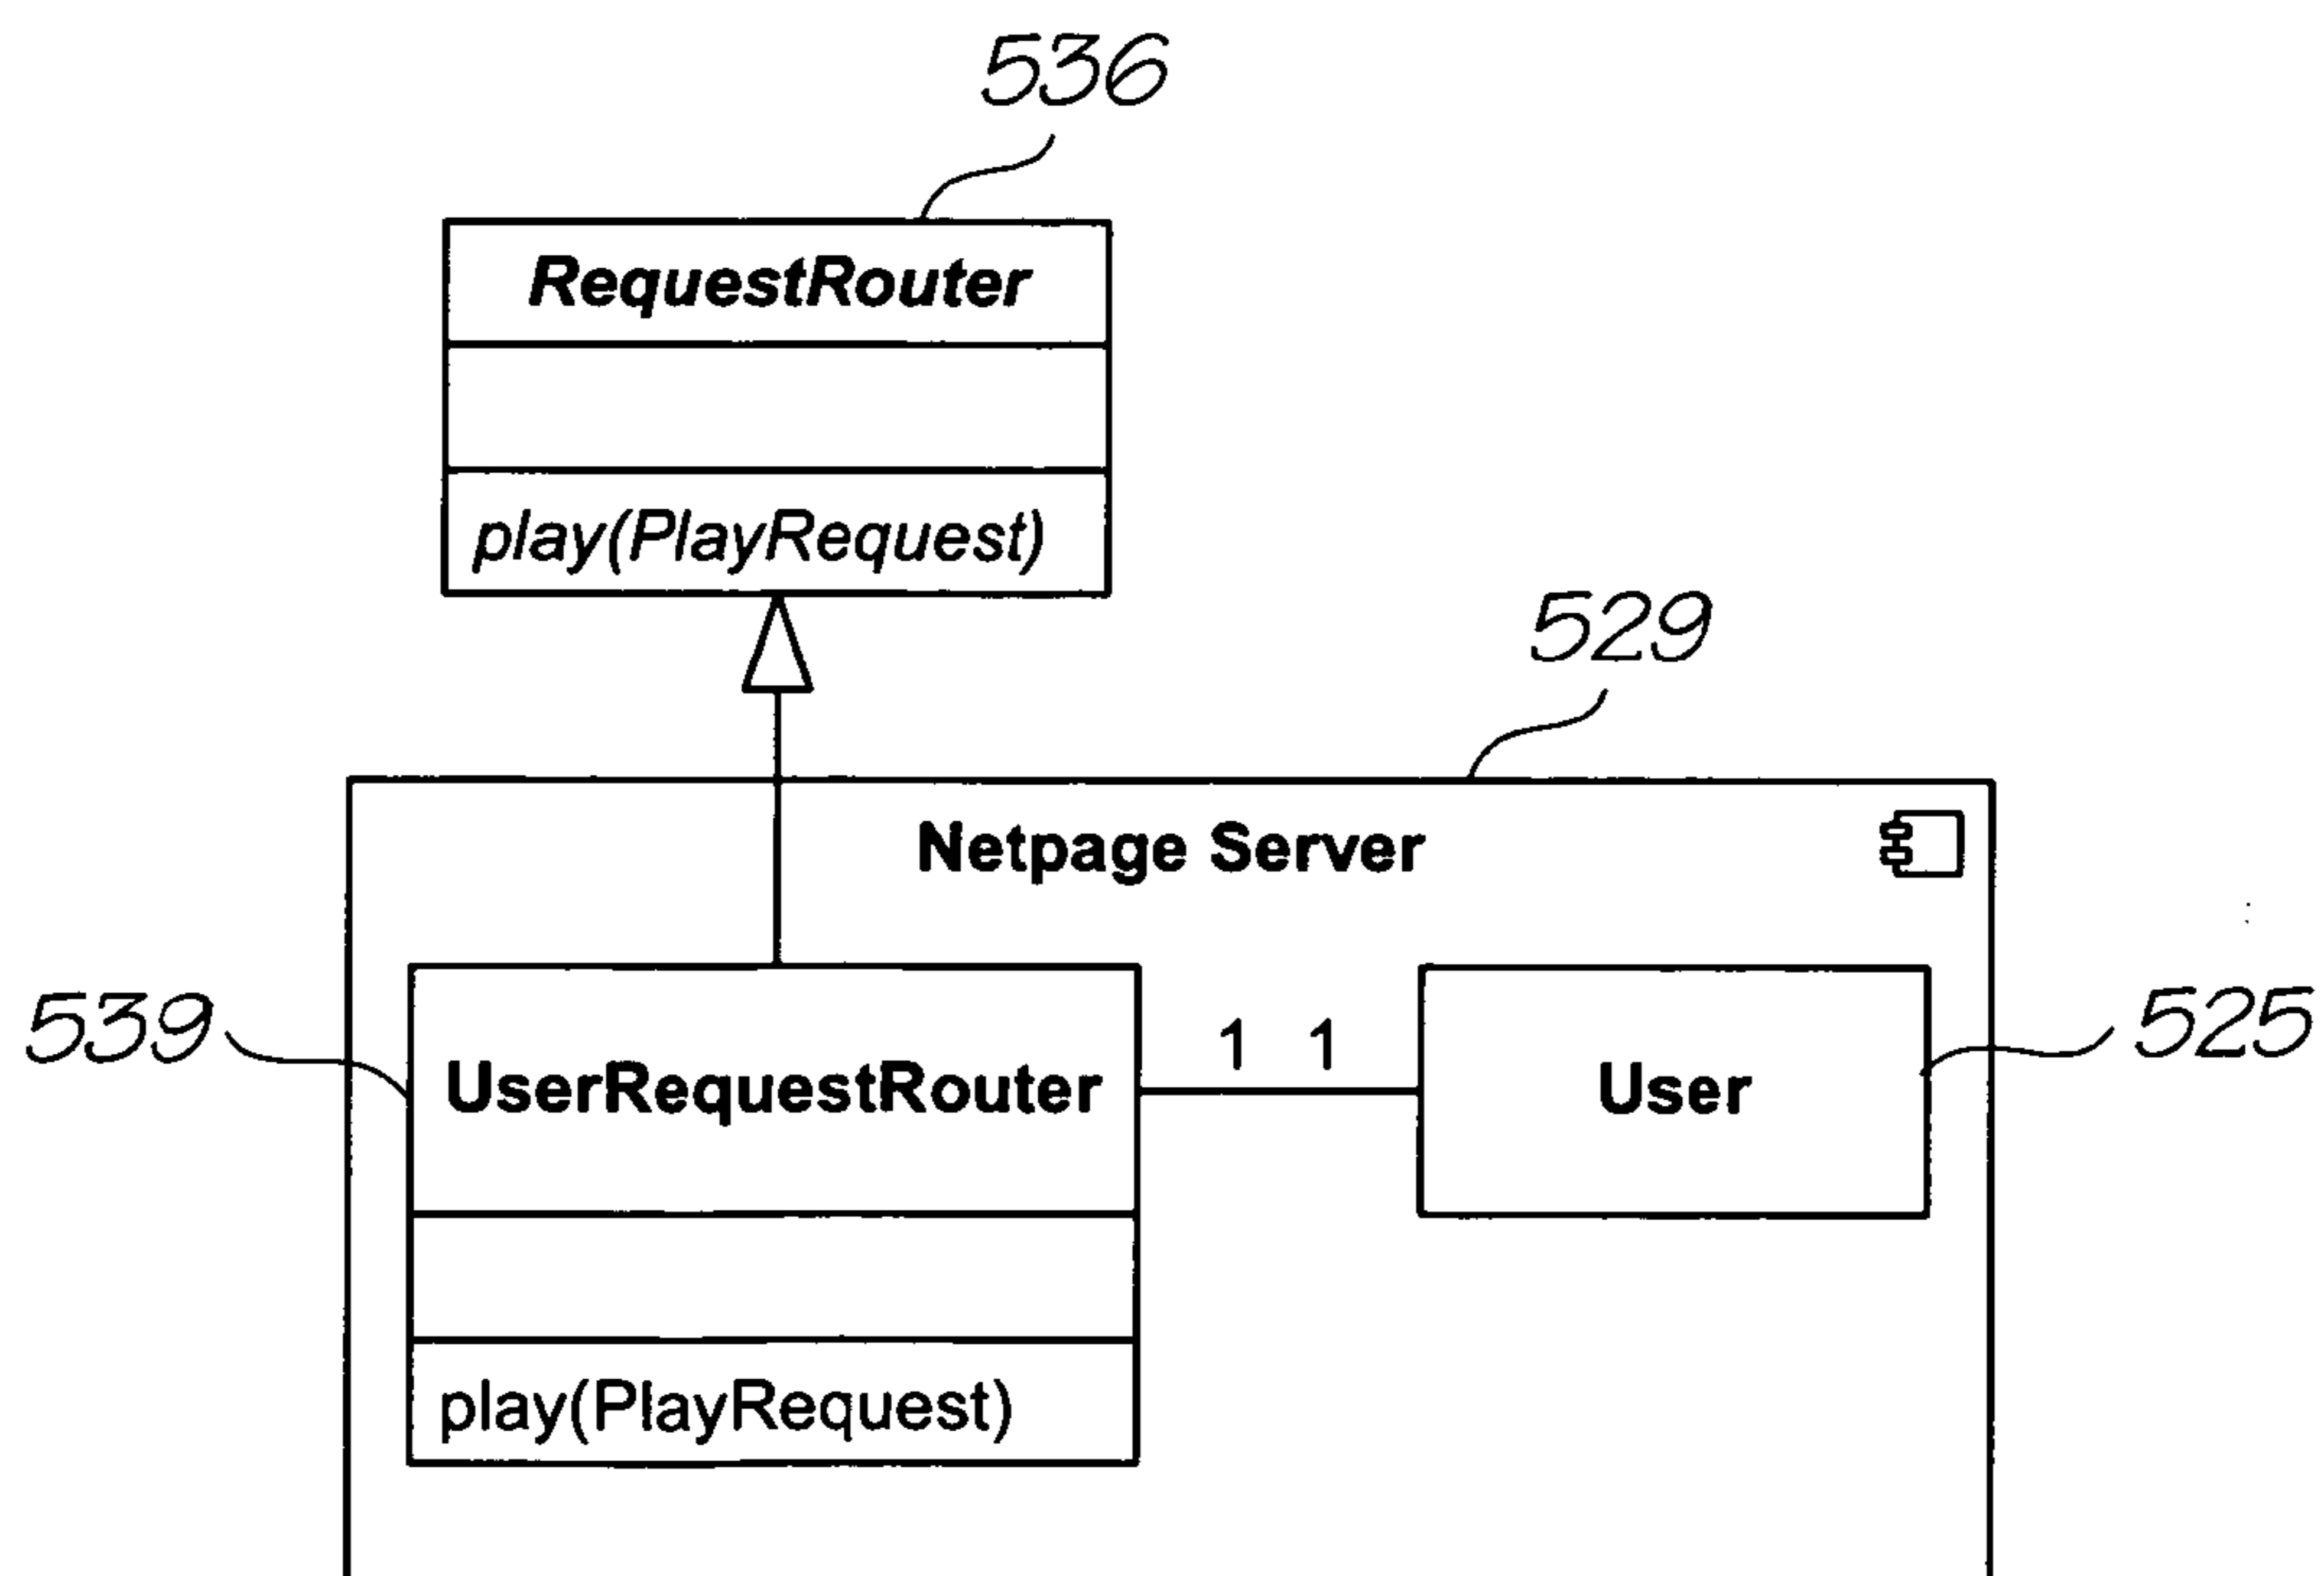 536
RequestRouter
play(PlayRequest)
529
Netpage Server
539
UserRequestRouter
1 1
User
525
play(PlayRequest)